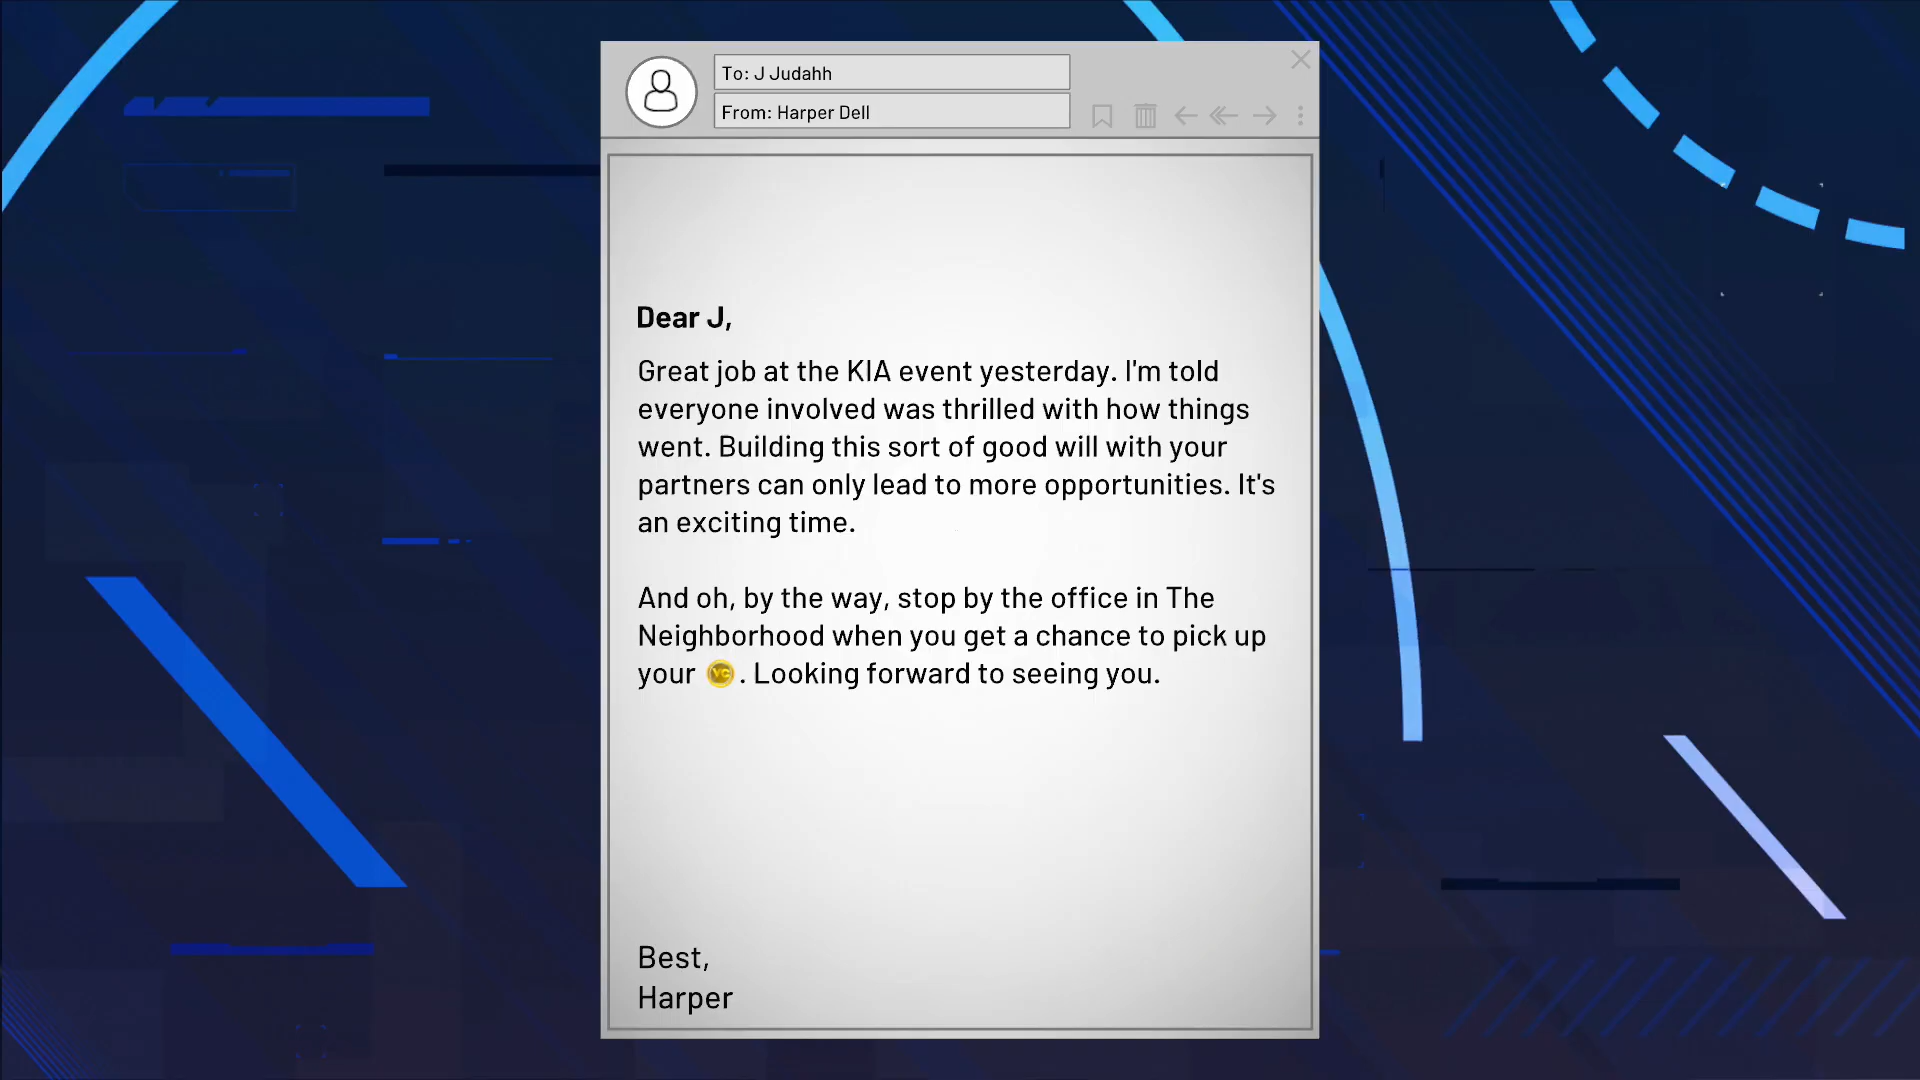 To: J Judahh
From: Harper Dell
Dear J,
Great job at the KIA event yesterday. I'm told
everyone involved was thrilled with how things
went. Building this sort of good will with your
partners can only lead to more opportunities. It's
an exciting time.
And oh, by the way, stop by the office in The
Neighborhood when you get a chance to pick up
your VC . Looking forward to seeing you.
Best,
Harper